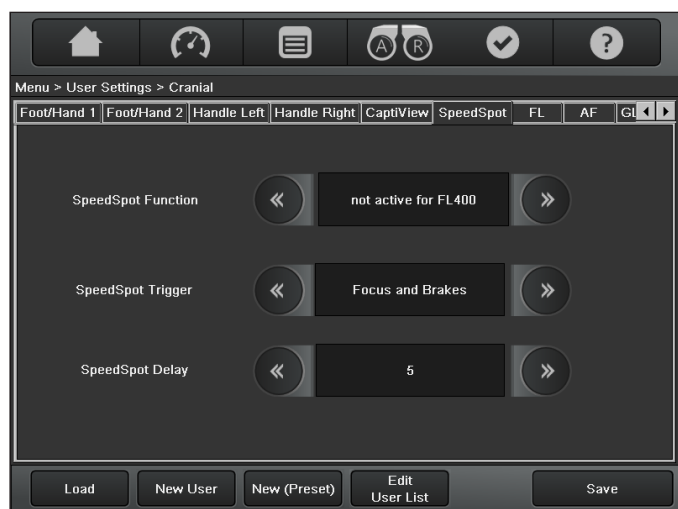 A R
?
Menu > User Settings > Cranial
Foot/Hand 1 Foot/Hand 2 Handle Left Handle Right CaptiView SpeedSpot FL AF GL
SpeedSpot Function « not active for FL400 »
SpeedSpot Trigger « Focus and Brakes »
SpeedSpot Delay « 5 »
Load New User New (Preset) Edit User List Save